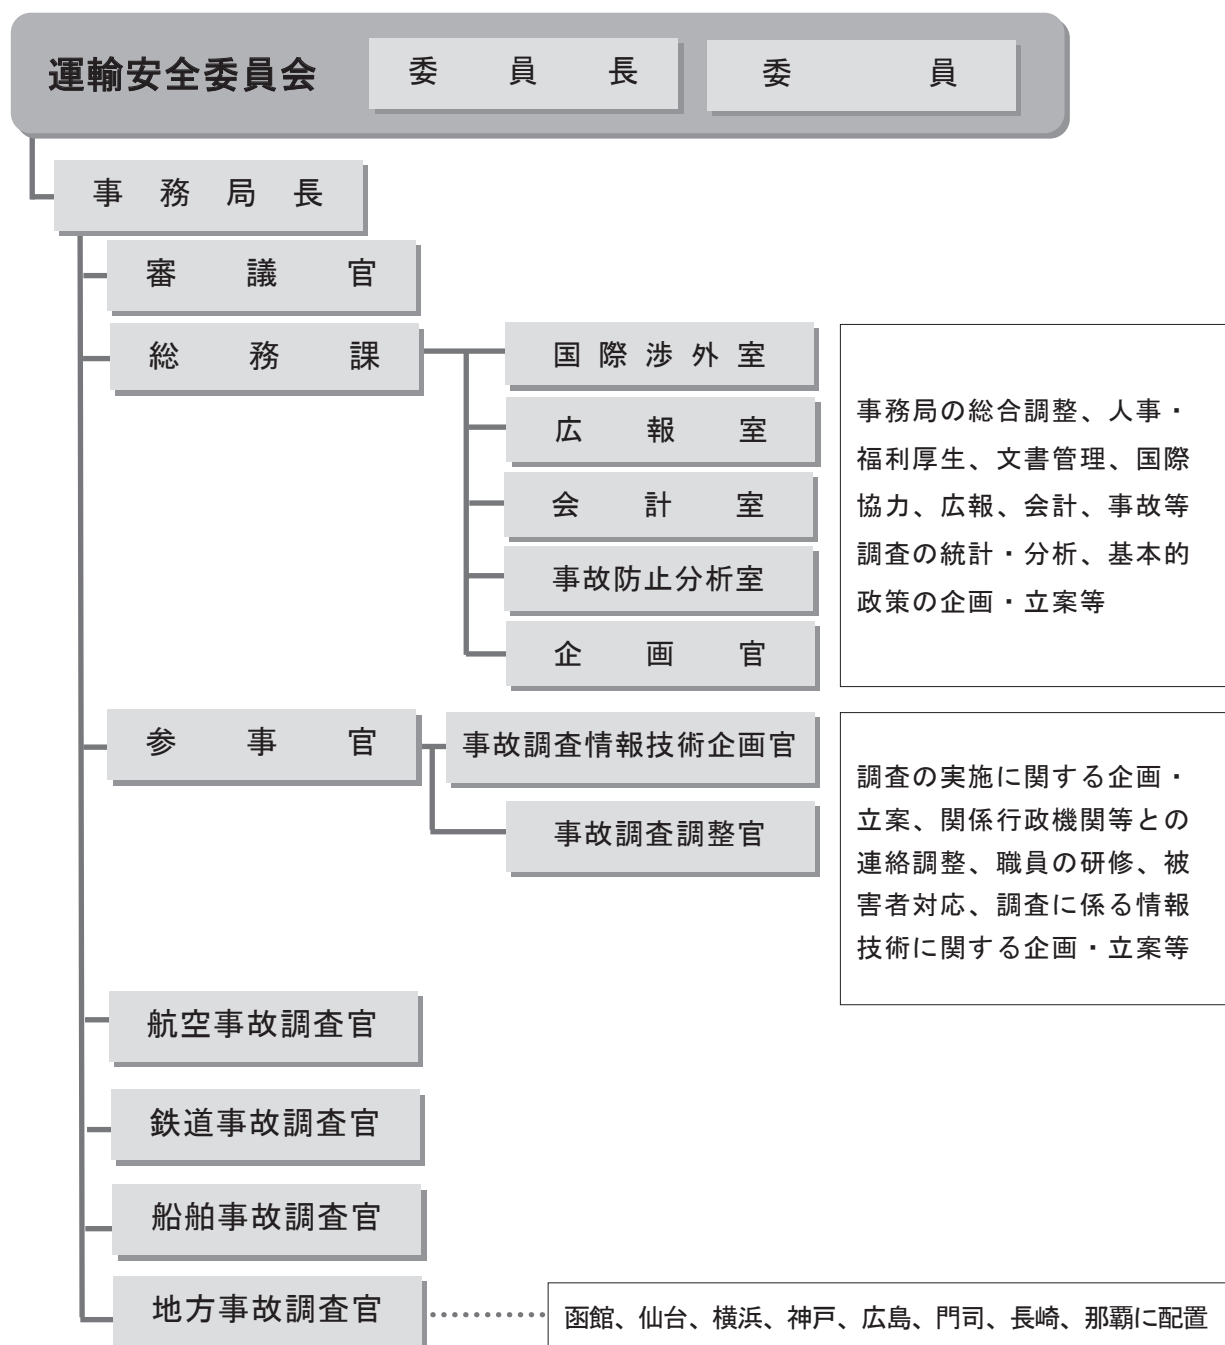 運輸安全委員会
委員長
委員
事務局長
審議官
総務課
国際渉外室
広報室
会計室
事故防止分析室
企画官
事務局の総合調整、人事・
福利厚生、文書管理、国際
協力、広報、会計、事故等
調査の統計・分析、基本的
政策の企画・立案等
参事官
事故調査情報技術企画官
事故調査調整官
調査の実施に関する企画・
立案、関係行政機関等との
連絡調整、職員の研修、被
害者対応、調査に係る情報
技術に関する企画・立案等
航空事故調査官
鉄道事故調査官
船舶事故調査官
地方事故調査官
函館、仙台、横浜、神戸、広島、門司、長崎、那覇に配置